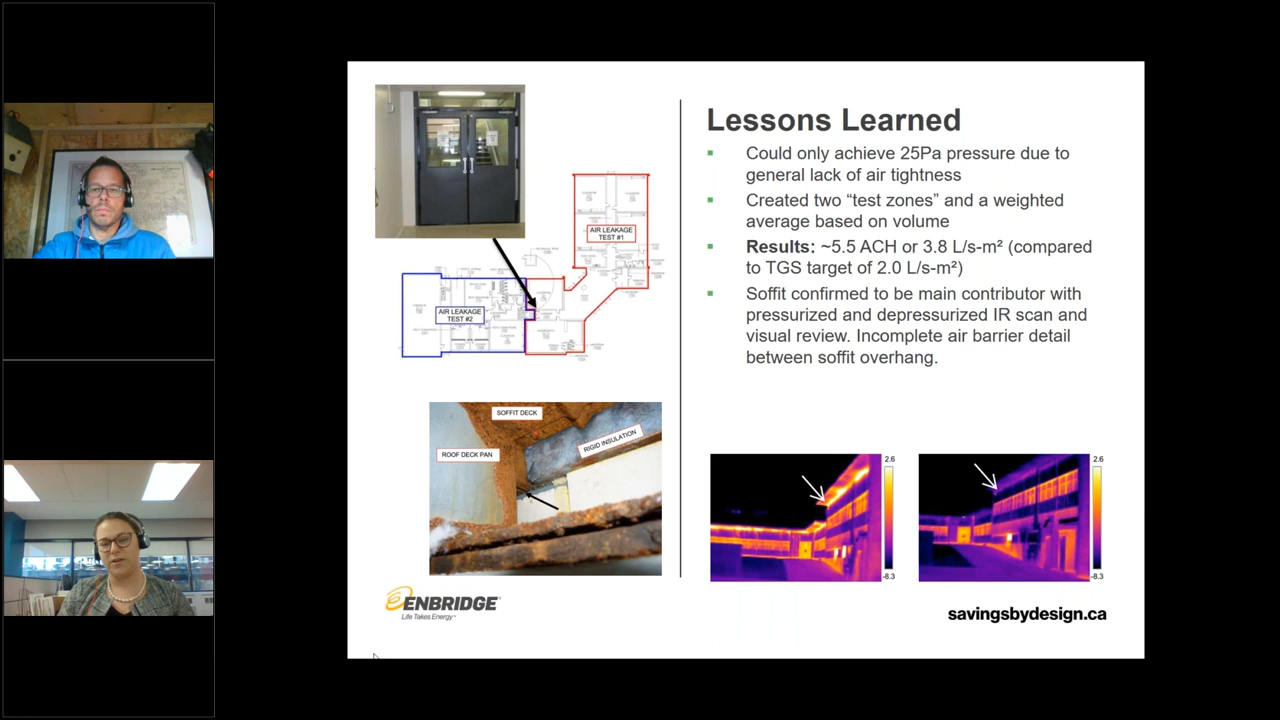 Lessons Learned
Could only achieve 25Pa pressure due to
general lack of air tightness
Created two “test zones” and a weighted
average based on volume
Results: ~5.5 ACH or 3.8 L/s-m² (compared
to TGS target of 2.0 L/s-m²)
Soffit confirmed to be main contributor with
pressurized and depressurized IR scan and
visual review. Incomplete air barrier detail
between soffit overhang.
AIR LEAKAGE
TEST #1
AIR LEAKAGE
TEST #2
SOFFIT DECK
ROOF DECK PAN
RIGID INSULATION
2.6
-8.3
2.6
-8.3
ENBRIDGE
Life Takes Energy™
savingsbydesign.ca